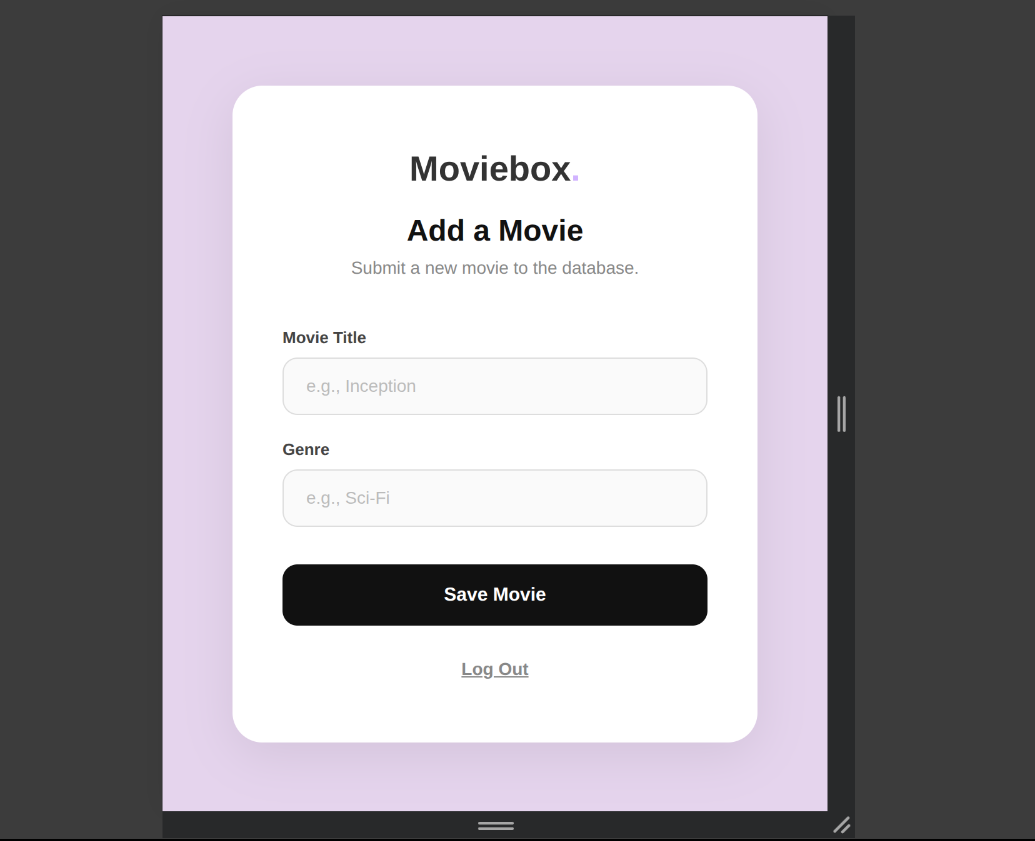 Moviebox.
Add a Movie
Submit a new movie to the database.
Movie Title
e.g., Inception
Genre
e.g., Sci-Fi
Save Movie
Log Out